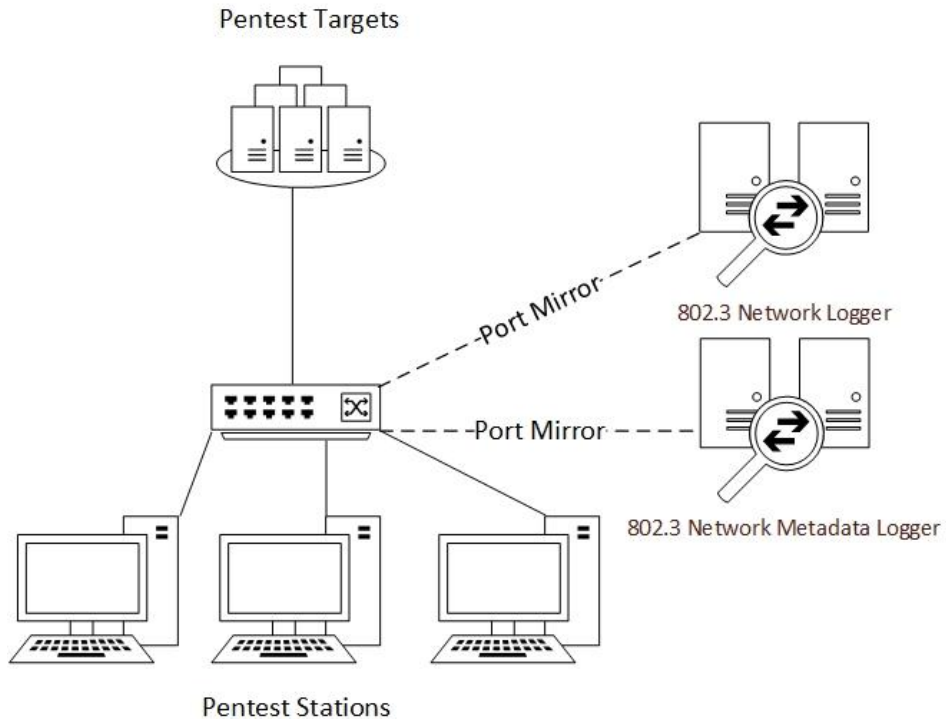 Pentest Targets
Port Mirror
802.3 Network Logger
Port Mirror
802.3 Network Metadata Logger
Pentest Stations